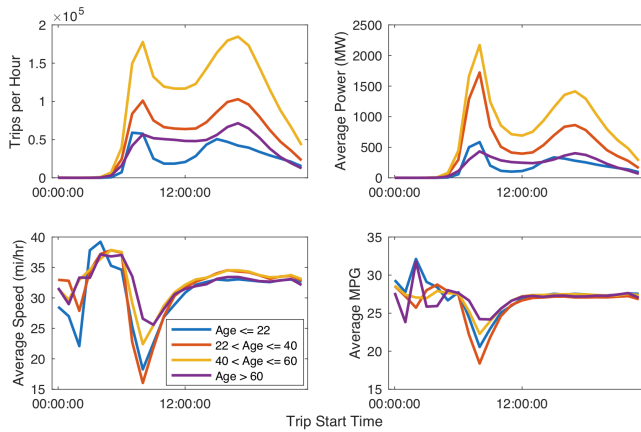 2 ×10⁵
1.5
1
0.5
0
Trips per Hour
00:00:00 12:00:00
2500
2000
1500
1000
500
0
Average Power (MW)
00:00:00 12:00:00
40
35
30
25
20
15
Average Speed (mi/hr)
Age <= 22
22 < Age <= 40
40 < Age <= 60
Age > 60
00:00:00 12:00:00
35
30
25
20
15
Average MPG
00:00:00 12:00:00
Trip Start Time